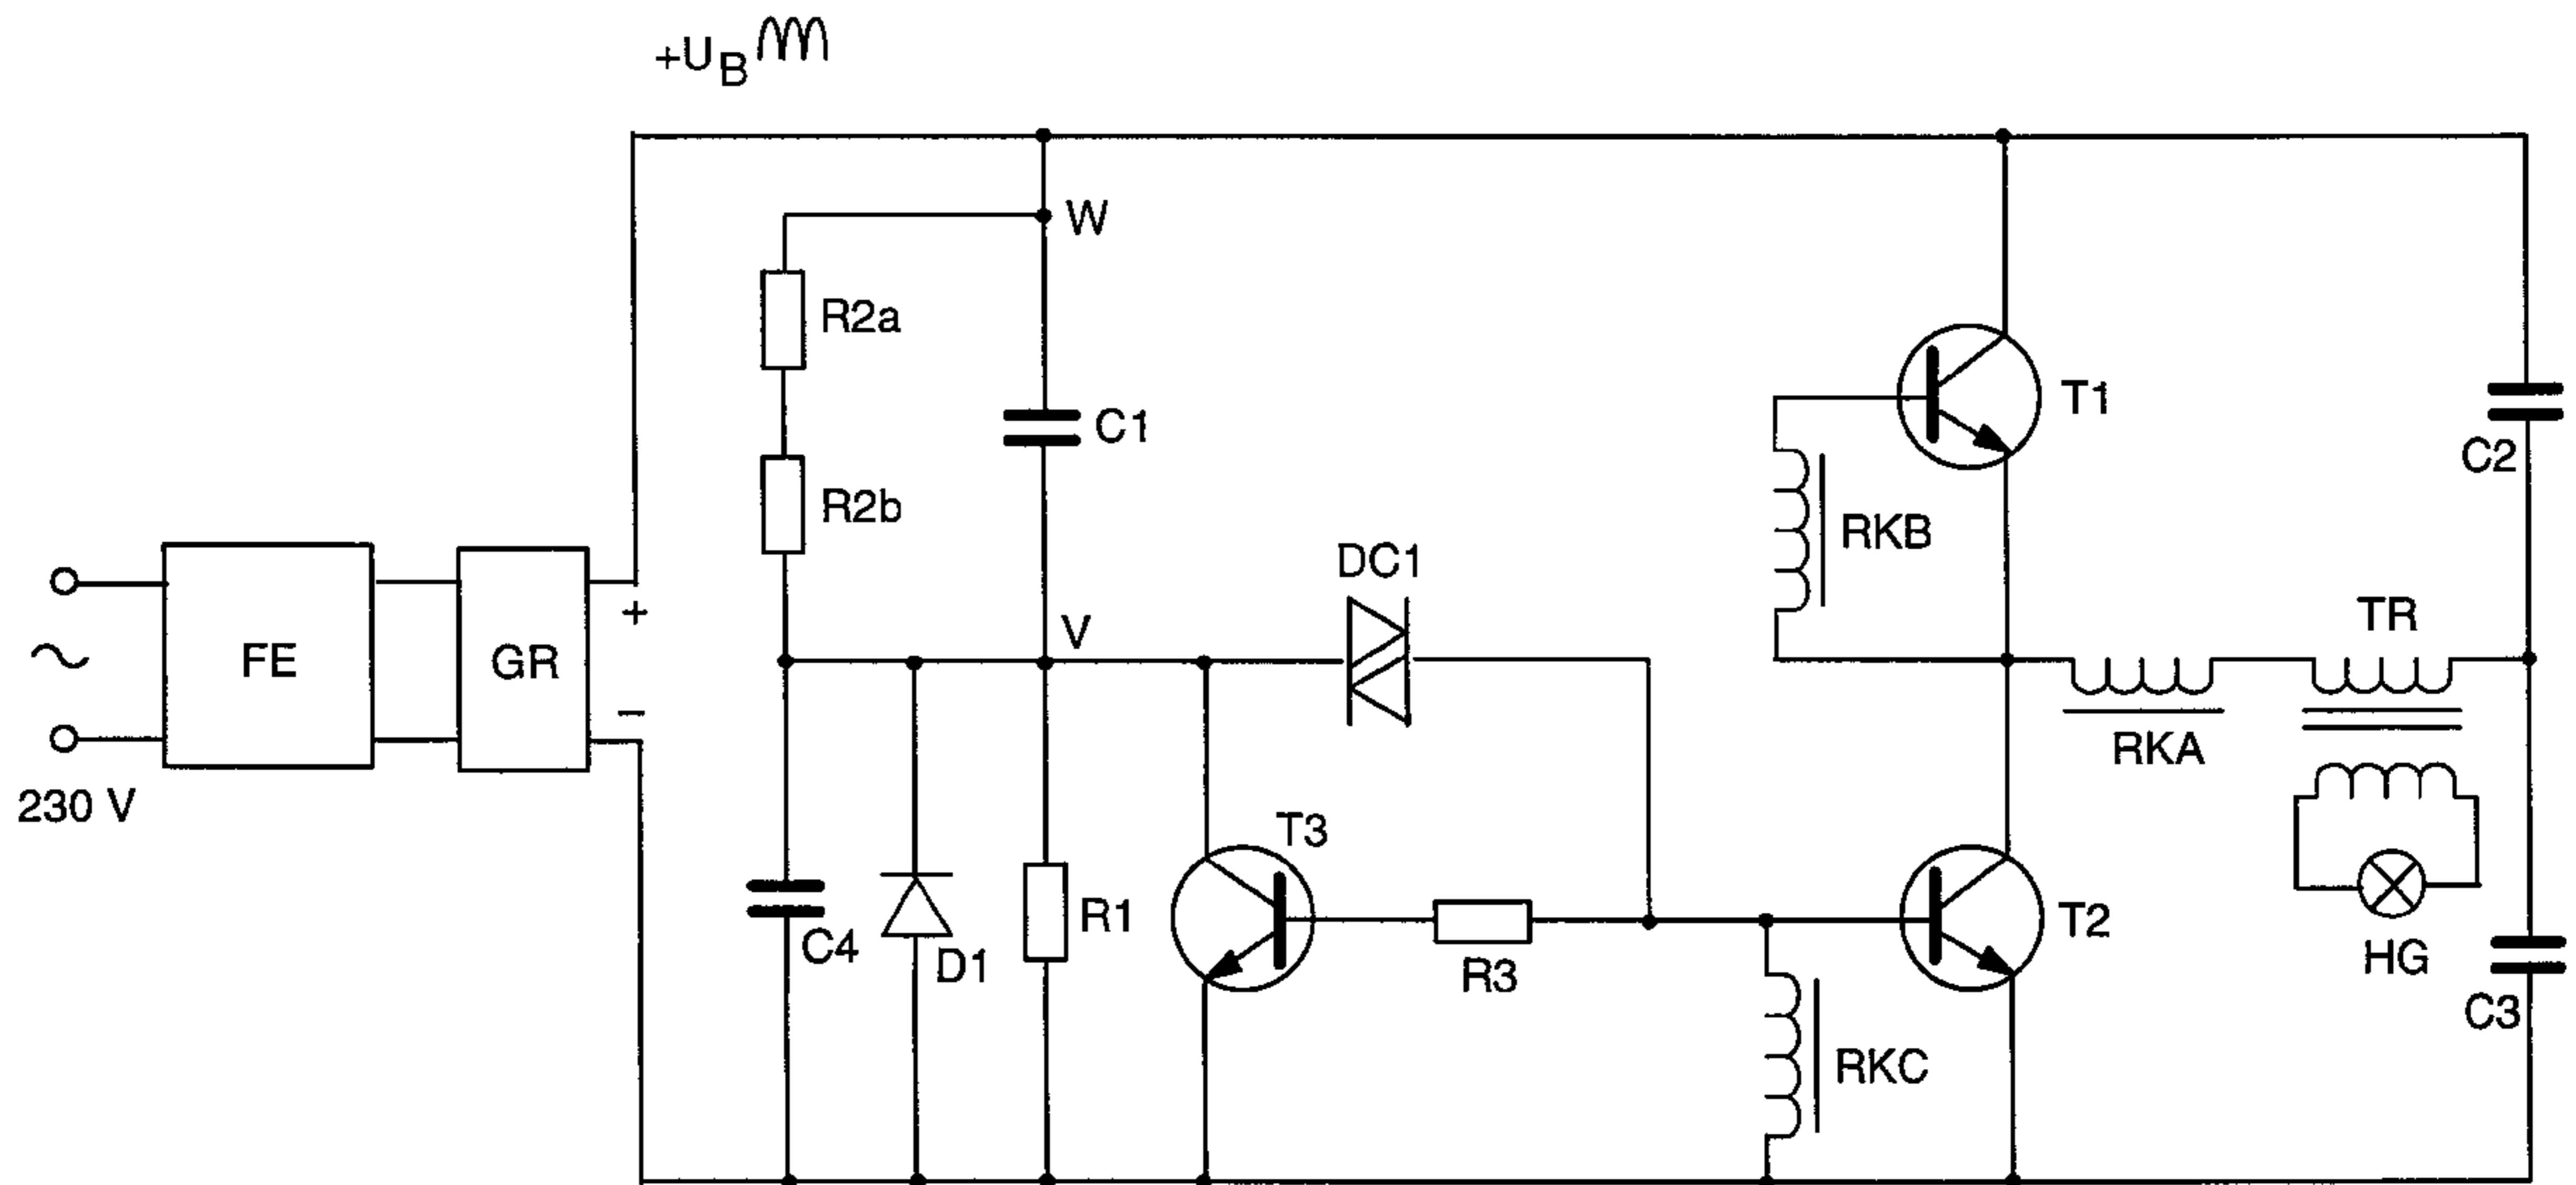 +UB
W
R2a
C1
T1
C2
R2b
RKB
DC1
V
TR
FE
GR
+
RKA
−
230 V
T3
C4
D1
R1
R3
T2
HG
C3
RKC